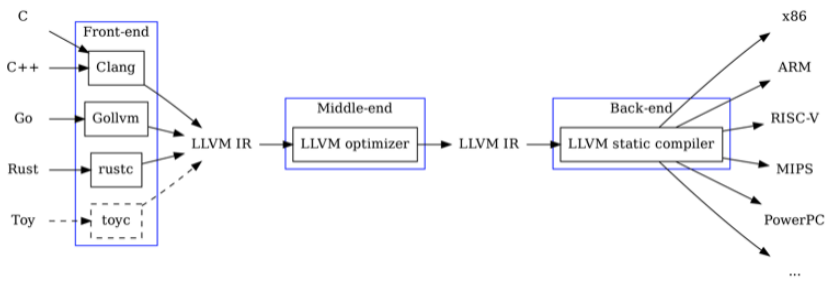 C
C++
Go
Rust
Toy
Front-end
Clang
Gollvm
rustc
toyc
LLVM IR
Middle-end
LLVM optimizer
LLVM IR
Back-end
LLVM static compiler
x86
ARM
RISC-V
MIPS
PowerPC
...